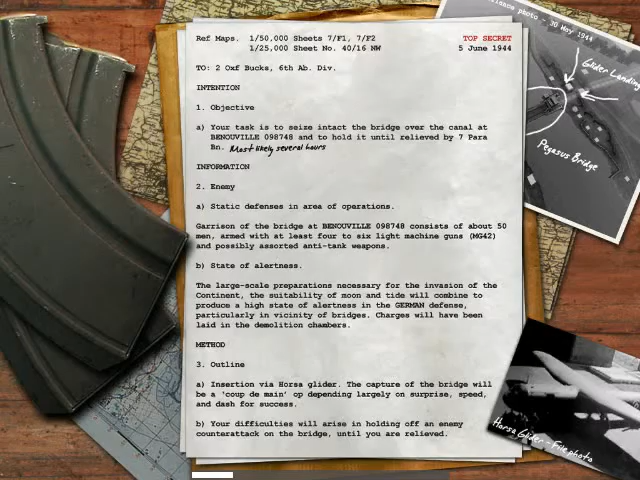 Ref Maps. 1/50,000 Sheets 7/F1, 7/F2 TOP SECRET
1/25,000 Sheet No. 40/16 NW 5 June 1944
TO: 2 Oxf Bucks, 6th Ab. Div.
INTENTION
1. Objective
a) Your task is to seize intact the bridge over the canal at
BENOUVILLE 098748 and to hold it until relieved by 7 Para
Bn. Most likely several hours
INFORMATION
2. Enemy
a) Static defenses in area of operations.
Garrison of the bridge at BENOUVILLE 098748 consists of about 50
men, armed with at least four to six light machine guns (MG42)
and possibly assorted anti-tank weapons.
b) State of alertness.
The large-scale preparations necessary for the invasion of the
Continent, the suitability of moon and tide will combine to
produce a high state of alertness in the GERMAN defense,
particularly in vicinity of bridges. Charges will have been
laid in the demolition chambers.
METHOD
3. Outline
a) Insertion via Horsa glider. The capture of the bridge will
be a 'coup de main' op depending largely on surprise, speed,
and dash for success.
b) Your difficulties will arise in holding off an enemy
counterattack on the bridge, until you are relieved.
photo - 30 May 1944
Glider Landing
Pegasus Bridge
Horsa Glider - File photo